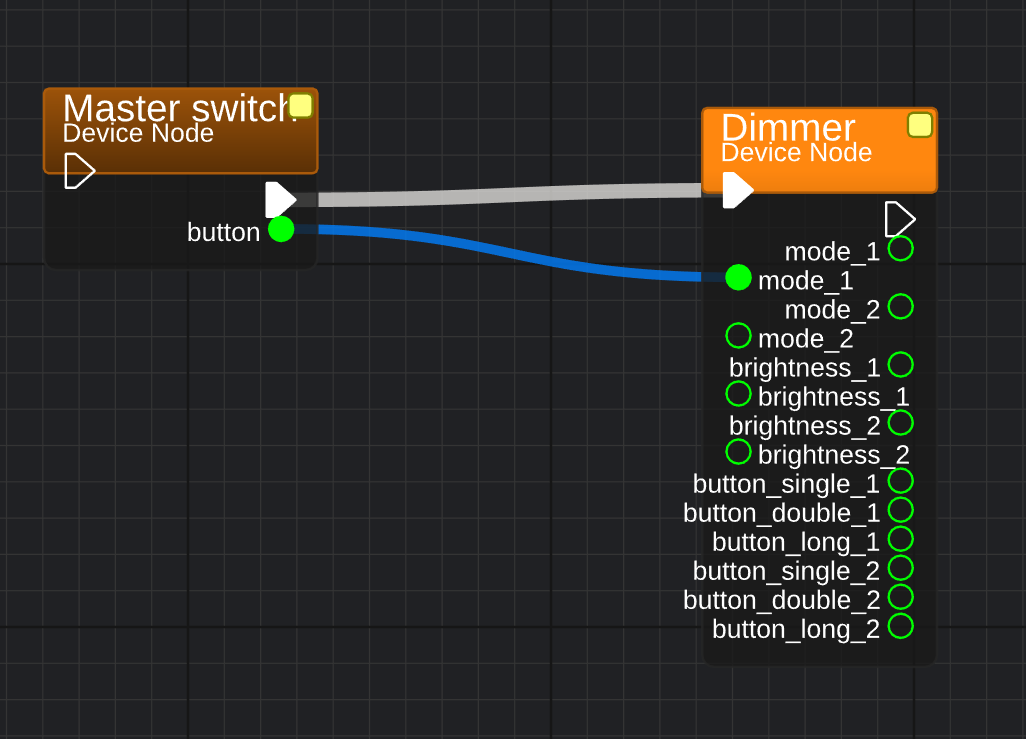 Master switch
Device Node
button
Dimmer
Device Node
mode_1
mode_1
mode_2
mode_2
brightness_1
brightness_1
brightness_2
brightness_2
button_single_1
button_double_1
button_long_1
button_single_2
button_double_2
button_long_2